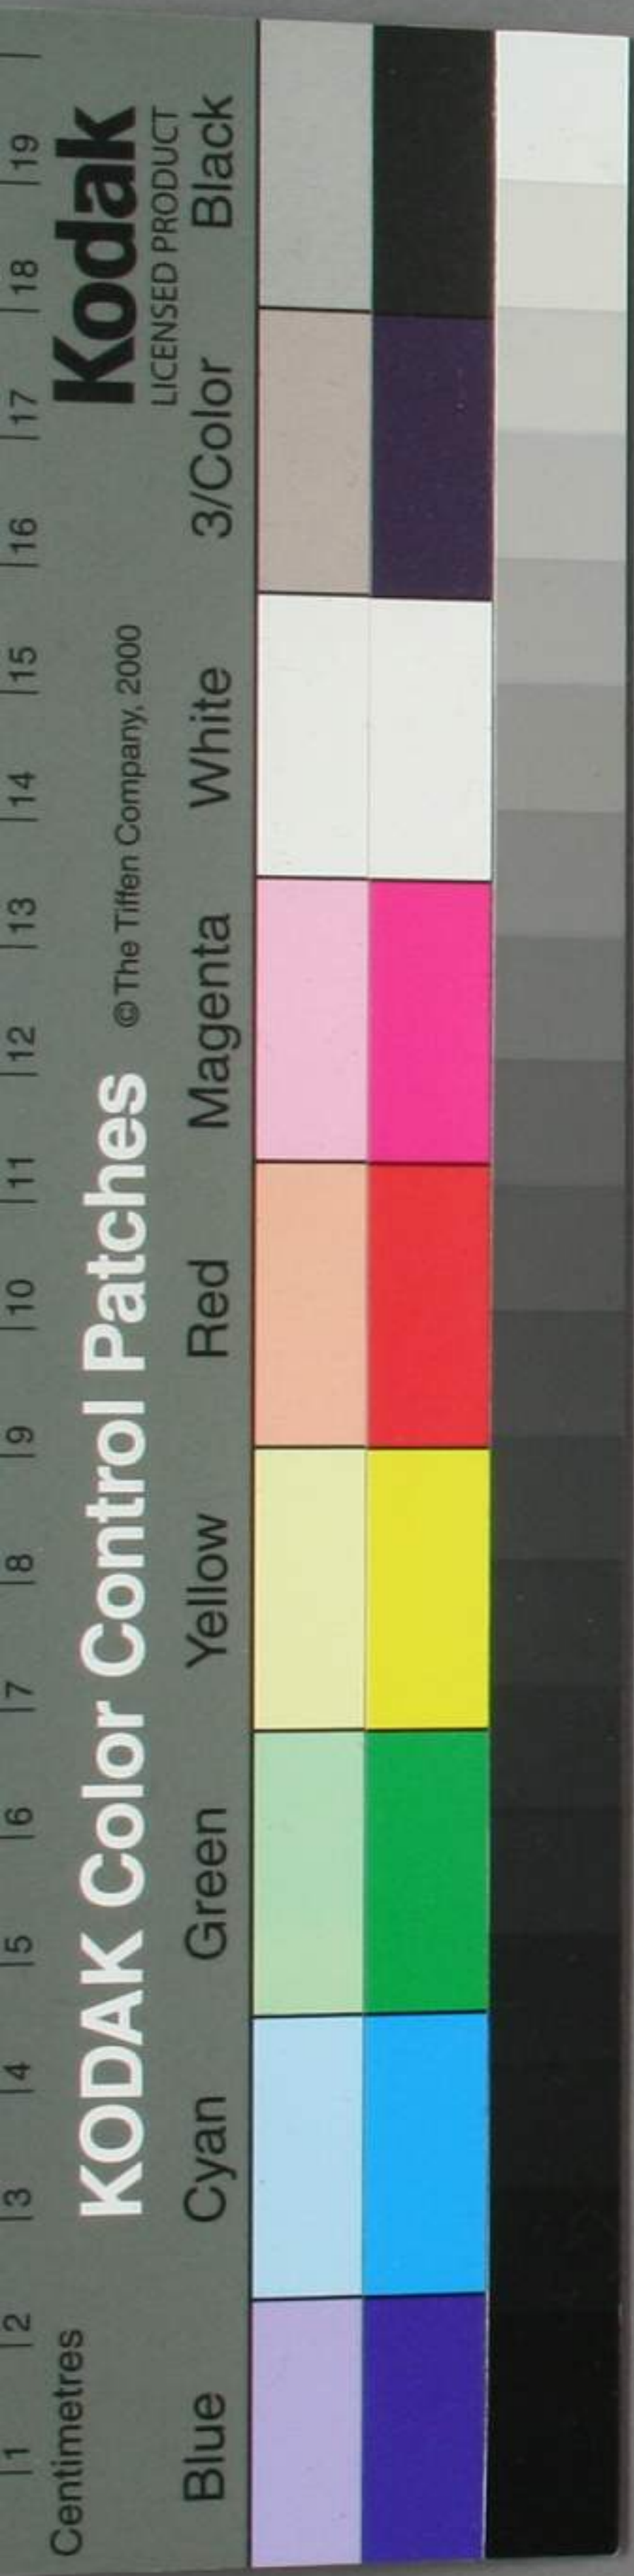 |1 |2 |3 |4 |5 |6 |7 |8 |9 |10 |11 |12 |13 |14 |15 |16 |17 |18 |19 |
Centimetres
KODAK Color Control Patches © The Tiffen Company, 2000
Kodak
LICENSED PRODUCT
Blue Cyan Green Yellow Red Magenta White 3/Color Black